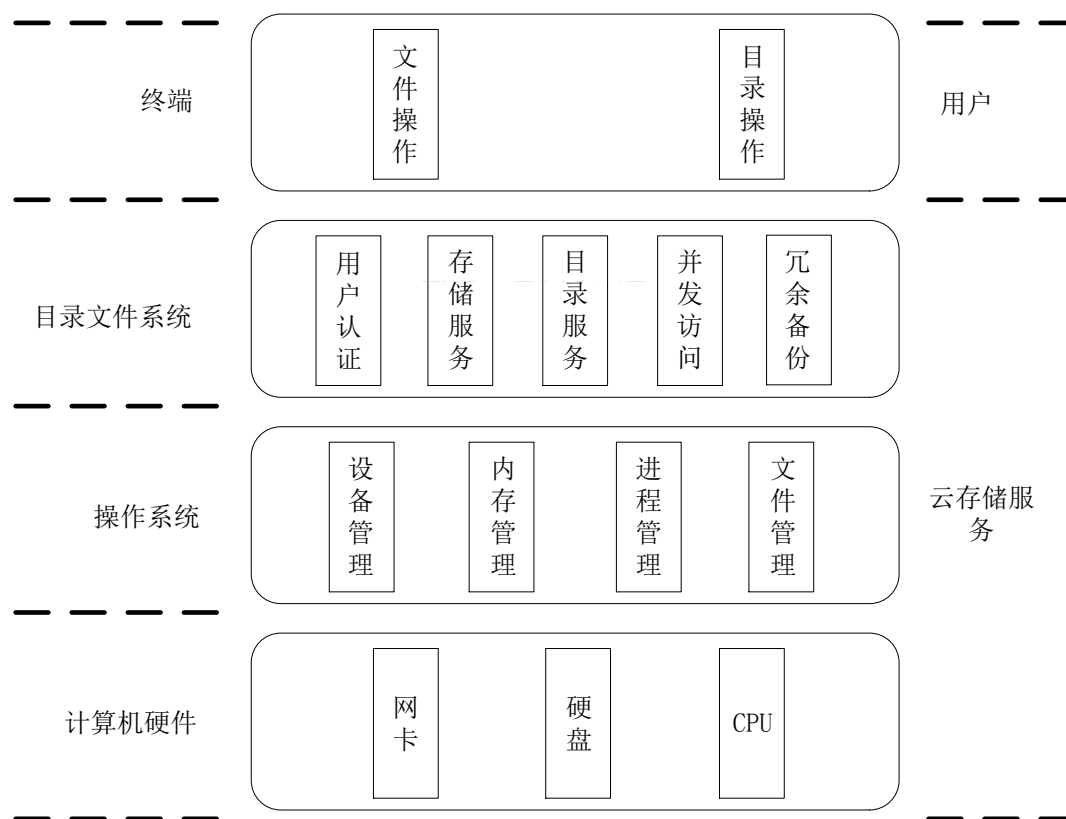 终端
文件操作
目录操作
用户
目录文件系统
用户认证
存储服务
目录服务
并发访问
冗余备份
操作系统
设备管理
内存管理
进程管理
文件管理
云存储服
务
计算机硬件
网卡
硬盘
CPU